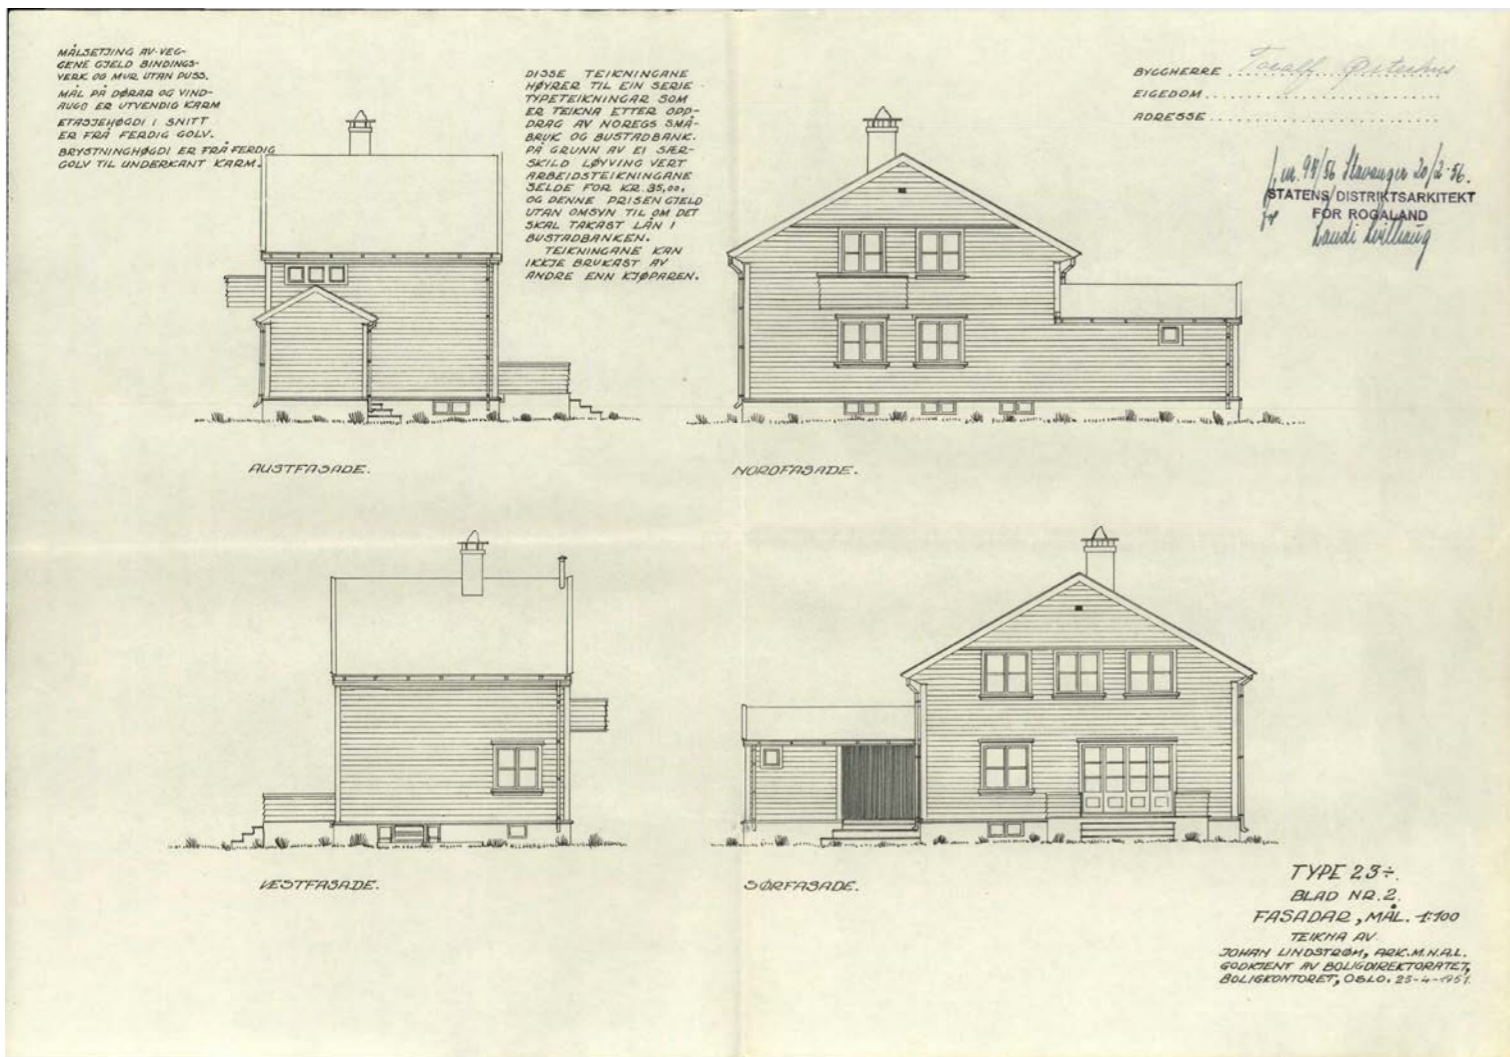 MÅLSETJING AV VEG-
GENE GJELD BINDINGS-
VERK OG MUR UTAN PUSS.
MÅL PÅ DØRAR OG VIND-
AUGO ER UTVENDIG KARM
ETASJEHØGDI I SNITT
ER FRÅ FERDIG GOLV.
BRYSTNINGHØGDI ER FRÅ FERDIG
GOLV TIL UNDERKANT KARM.
DISSE TEIKNINGANE
HØYRER TIL EIN SERIE
TYPETEIKNINGAR SOM
ER TEIKNA ETTER OPP-
DRAG AV NOREGS SMÅ-
BRUK OG BUSTADBANK.
PÅ GRUNN AV EI SÆR-
SKILD LØYVING VERT
ARBEIDSTEIKNINGANE
SELDE FOR KR. 35,00,
OG DENNE PRISEN GJELD
UTAN OMSYN TIL OM DET
SKAL TAKAST LÅN I
BUSTADBANKEN.
TEIKNINGANE KAN
IKKJE BRUKAST AV
ANDRE ENN KJØPAREN.
BYGGHERRE
EIGEDOM
ADRESSE
Stavanger 20/2-56.
STATENS DISTRIKTSARKITEKT
FOR ROGALAND
AUSTFASADE.
NORDFASADE.
VESTFASADE.
SØRFASADE.
TYPE 23÷.
BLAD NR. 2.
FASADAR, MÅL. 1:100
TEIKNA AV
JOHAN LINDSTRØM, ARK.M.N.A.L.
GODKJENT AV BOLIGDIREKTORATET,
BOLIGKONTORET, OSLO. 25-4-1951.